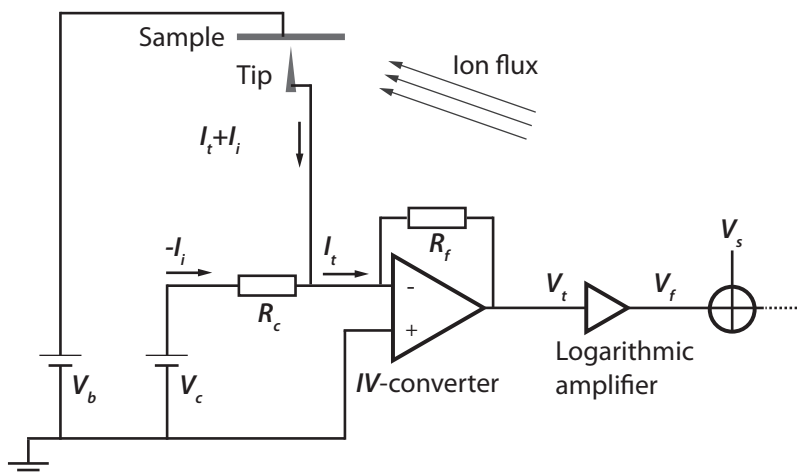 Sample
Tip
Ion flux
I_t+I_i
-I_i
I_t
R_f
R_c
-
+
V_s
V_t
V_f
Logarithmic
amplifier
IV-converter
V_b
V_c